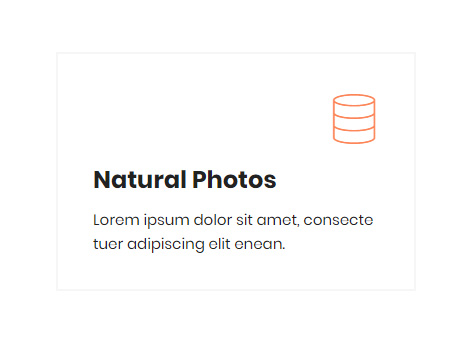 Natural Photos
Lorem ipsum dolor sit amet, consecte
tuer adipiscing elit enean.